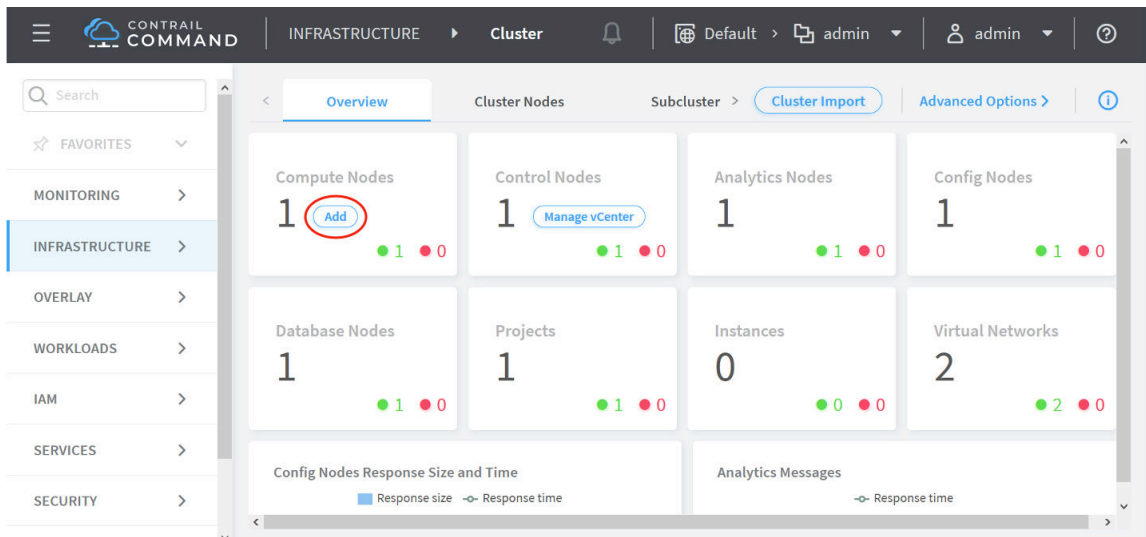 CONTRAIL
COMMAND
INFRASTRUCTURE
Cluster
Default
admin
admin
Search
FAVORITES
MONITORING
INFRASTRUCTURE
OVERLAY
WORKLOADS
IAM
SERVICES
SECURITY
Overview
Cluster Nodes
Subcluster
Cluster Import
Advanced Options
Compute Nodes
1 Add
1 0
Control Nodes
1 Manage vCenter
1 0
Analytics Nodes
1
1 0
Config Nodes
1
1 0
Database Nodes
1
1 0
Projects
1
1 0
Instances
0
0 0
Virtual Networks
2
2 0
Config Nodes Response Size and Time
Response size Response time
Analytics Messages
Response time